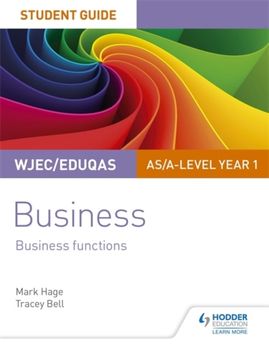 STUDENT GUIDE
WJEC/EDUQAS
AS/A-LEVEL YEAR 1
Business
Business functions
Mark Hage
Tracey Bell
HODDER
EDUCATION
LEARN MORE